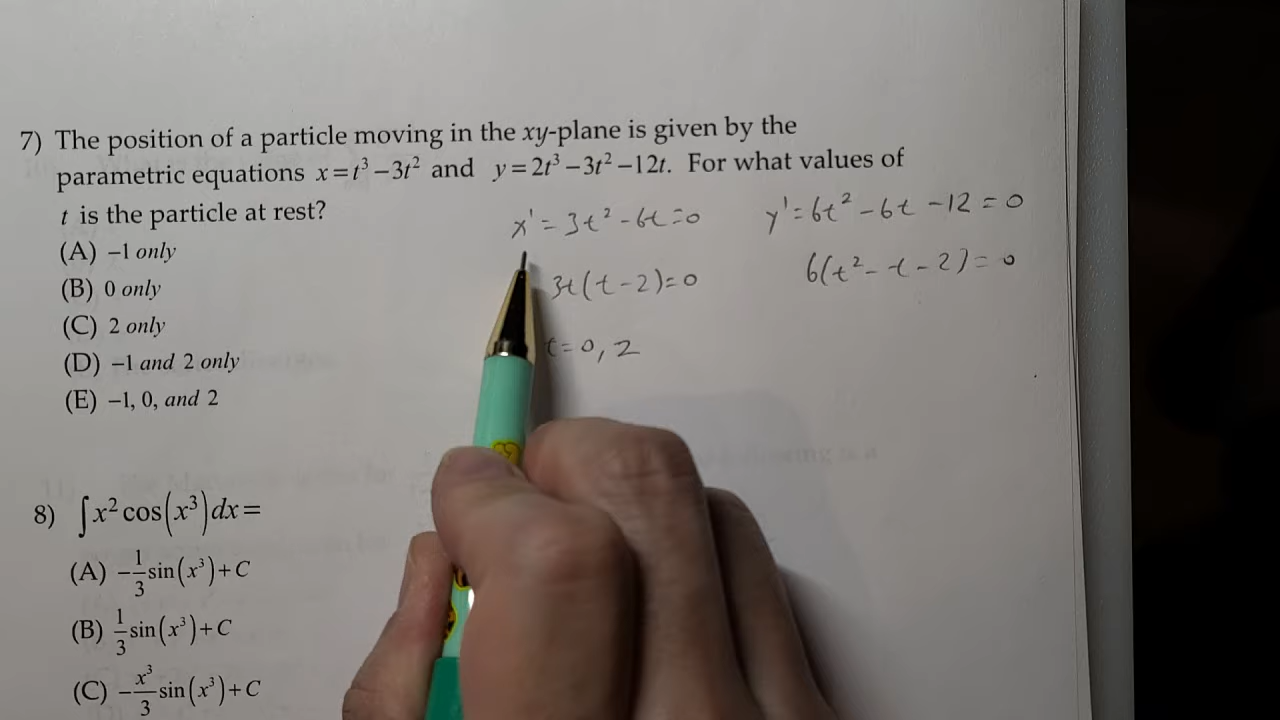 7) The position of a particle moving in the xy-plane is given by the
parametric equations x=t³−3t² and y=2t³−3t²−12t. For what values of
t is the particle at rest?
x'=3t²−6t=0
y'=6t²−6t−12=0
(A) −1 only
6(t²−t−2)=0
(B) 0 only
3t(t−2)=0
(C) 2 only
t=0,2
(D) −1 and 2 only
(E) −1, 0, and 2
8) ∫x² cos(x³)dx=
(A) −1/3 sin(x³)+C
(B) 1/3 sin(x³)+C
(C) −x³/3 sin(x³)+C